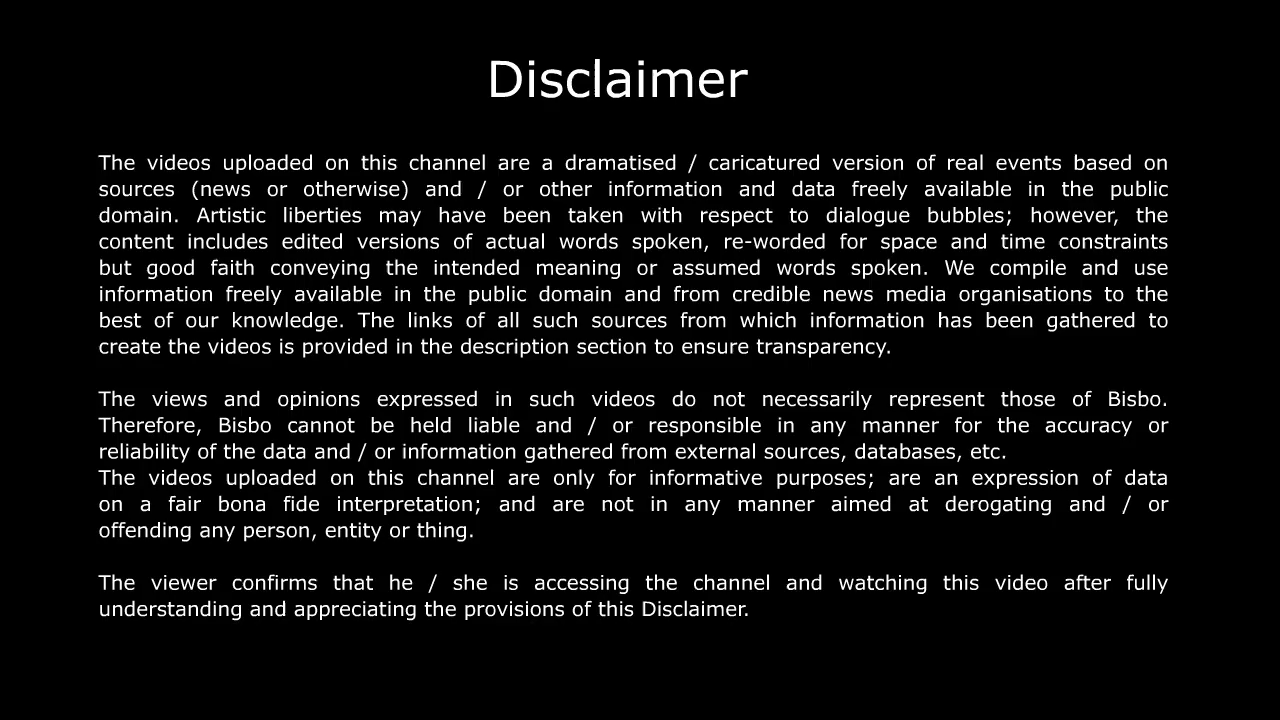 Disclaimer
The videos uploaded on this channel are a dramatised / caricatured version of real events based on
sources (news or otherwise) and / or other information and data freely available in the public
domain. Artistic liberties may have been taken with respect to dialogue bubbles; however, the
content includes edited versions of actual words spoken, re-worded for space and time constraints
but good faith conveying the intended meaning or assumed words spoken. We compile and use
information freely available in the public domain and from credible news media organisations to the
best of our knowledge. The links of all such sources from which information has been gathered to
create the videos is provided in the description section to ensure transparency.
The views and opinions expressed in such videos do not necessarily represent those of Bisbo.
Therefore, Bisbo cannot be held liable and / or responsible in any manner for the accuracy or
reliability of the data and / or information gathered from external sources, databases, etc.
The videos uploaded on this channel are only for informative purposes; are an expression of data
on a fair bona fide interpretation; and are not in any manner aimed at derogating and / or
offending any person, entity or thing.
The viewer confirms that he / she is accessing the channel and watching this video after fully
understanding and appreciating the provisions of this Disclaimer.